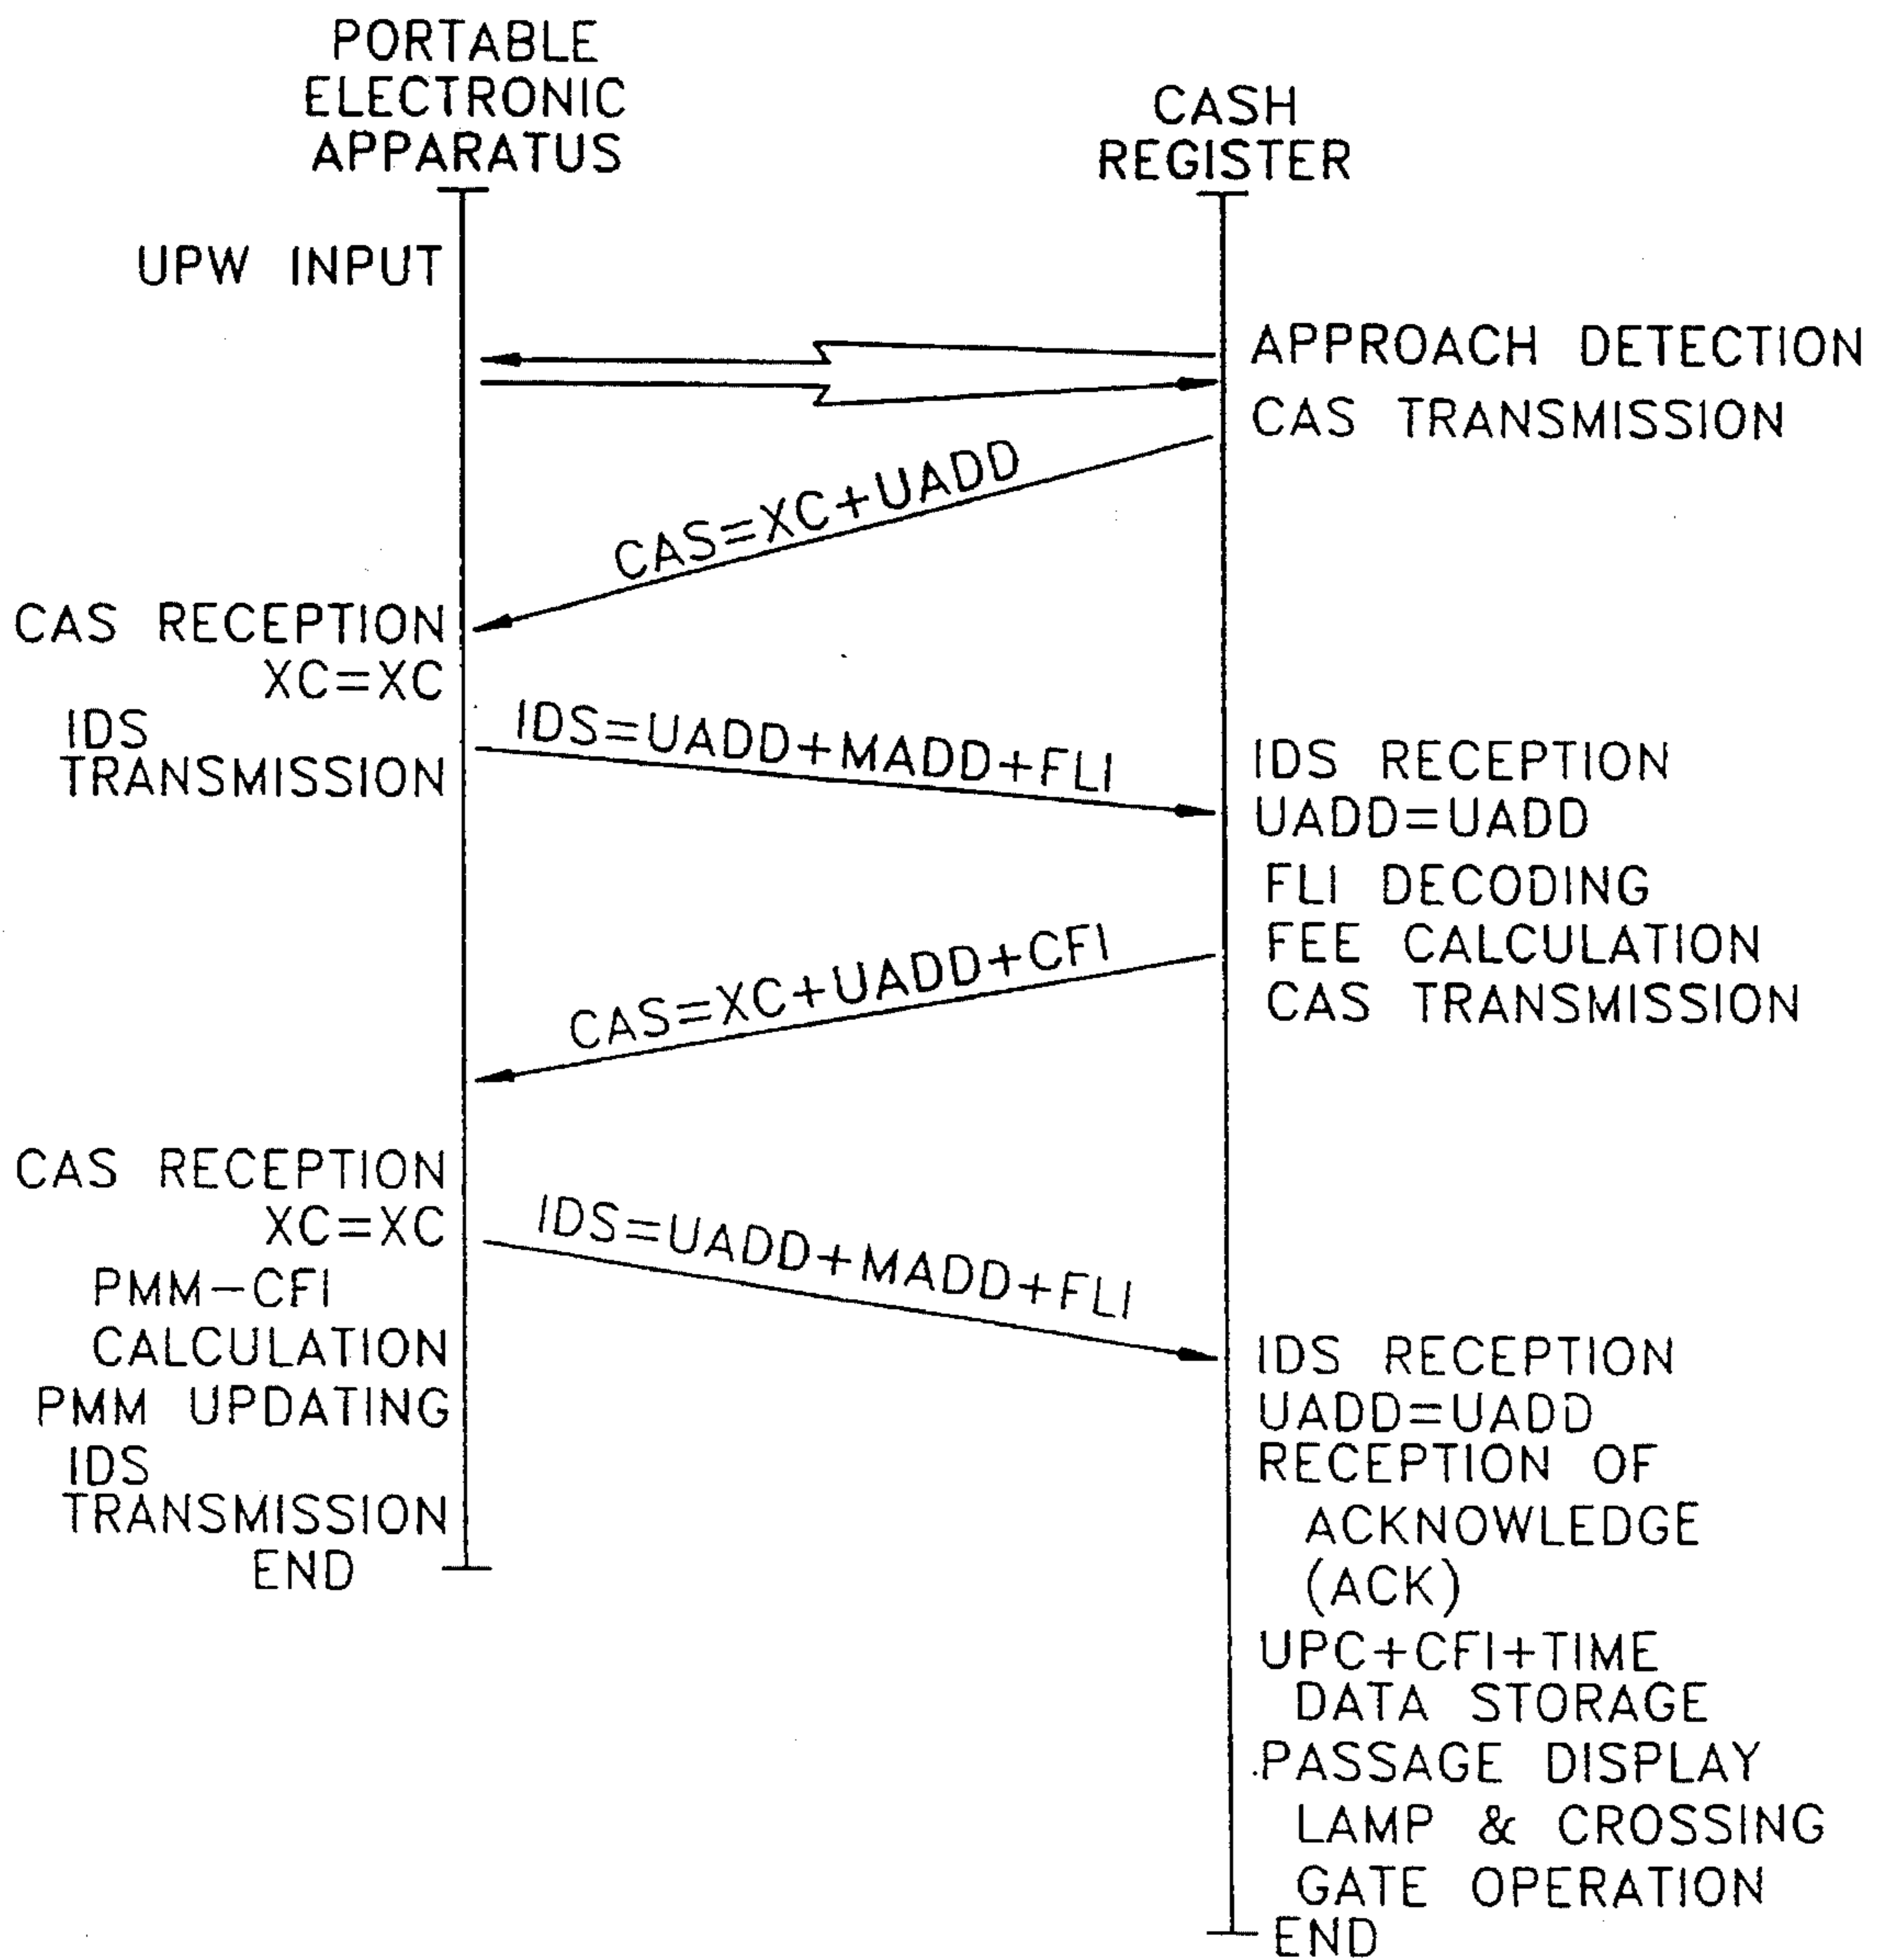 PORTABLE
ELECTRONIC
APPARATUS
CASH
REGISTER
UPW INPUT
APPROACH DETECTION
CAS TRANSMISSION
CAS=XC+UADD
CAS RECEPTION
XC=XC
IDS
TRANSMISSION
IDS=UADD+MADD+FLI
IDS RECEPTION
UADD=UADD
FLI DECODING
FEE CALCULATION
CAS TRANSMISSION
CAS=XC+UADD+CFI
CAS RECEPTION
XC=XC
PMM-CFI
CALCULATION
PMM UPDATING
IDS
TRANSMISSION
END
IDS=UADD+MADD+FLI
IDS RECEPTION
UADD=UADD
RECEPTION OF
ACKNOWLEDGE
(ACK)
UPC+CFI+TIME
DATA STORAGE
PASSAGE DISPLAY
LAMP & CROSSING
GATE OPERATION
END